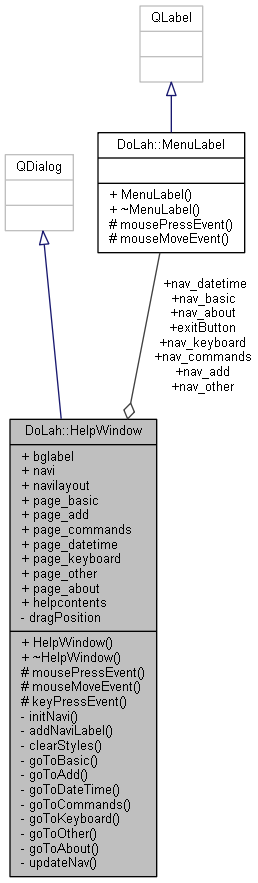 QLabel
DoLah::MenuLabel
+ MenuLabel()
+ ~MenuLabel()
# mousePressEvent()
# mouseMoveEvent()
QDialog
+nav_datetime
+nav_basic
+nav_about
+exitButton
+nav_keyboard
+nav_commands
+nav_add
+nav_other
DoLah::HelpWindow
+ bglabel
+ navi
+ navilayout
+ page_basic
+ page_add
+ page_commands
+ page_datetime
+ page_keyboard
+ page_other
+ page_about
+ helpcontents
- dragPosition
+ HelpWindow()
+ ~HelpWindow()
# mousePressEvent()
# mouseMoveEvent()
# keyPressEvent()
- initNavi()
- addNaviLabel()
- clearStyles()
- goToBasic()
- goToAdd()
- goToDateTime()
- goToCommands()
- goToKeyboard()
- goToOther()
- goToAbout()
- updateNav()